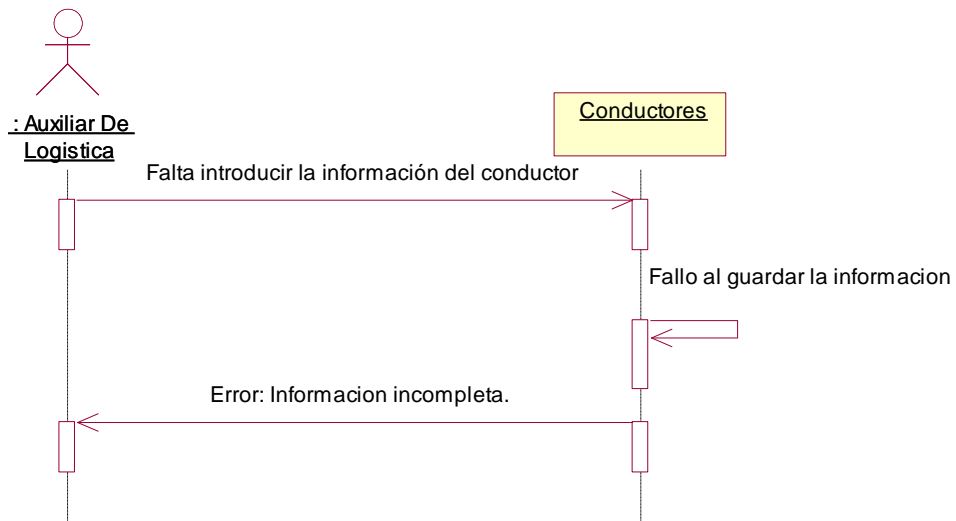 : Auxiliar De
Logistica
Conductores
Falta introducir la información del conductor
Fallo al guardar la informacion
Error: Informacion incompleta.